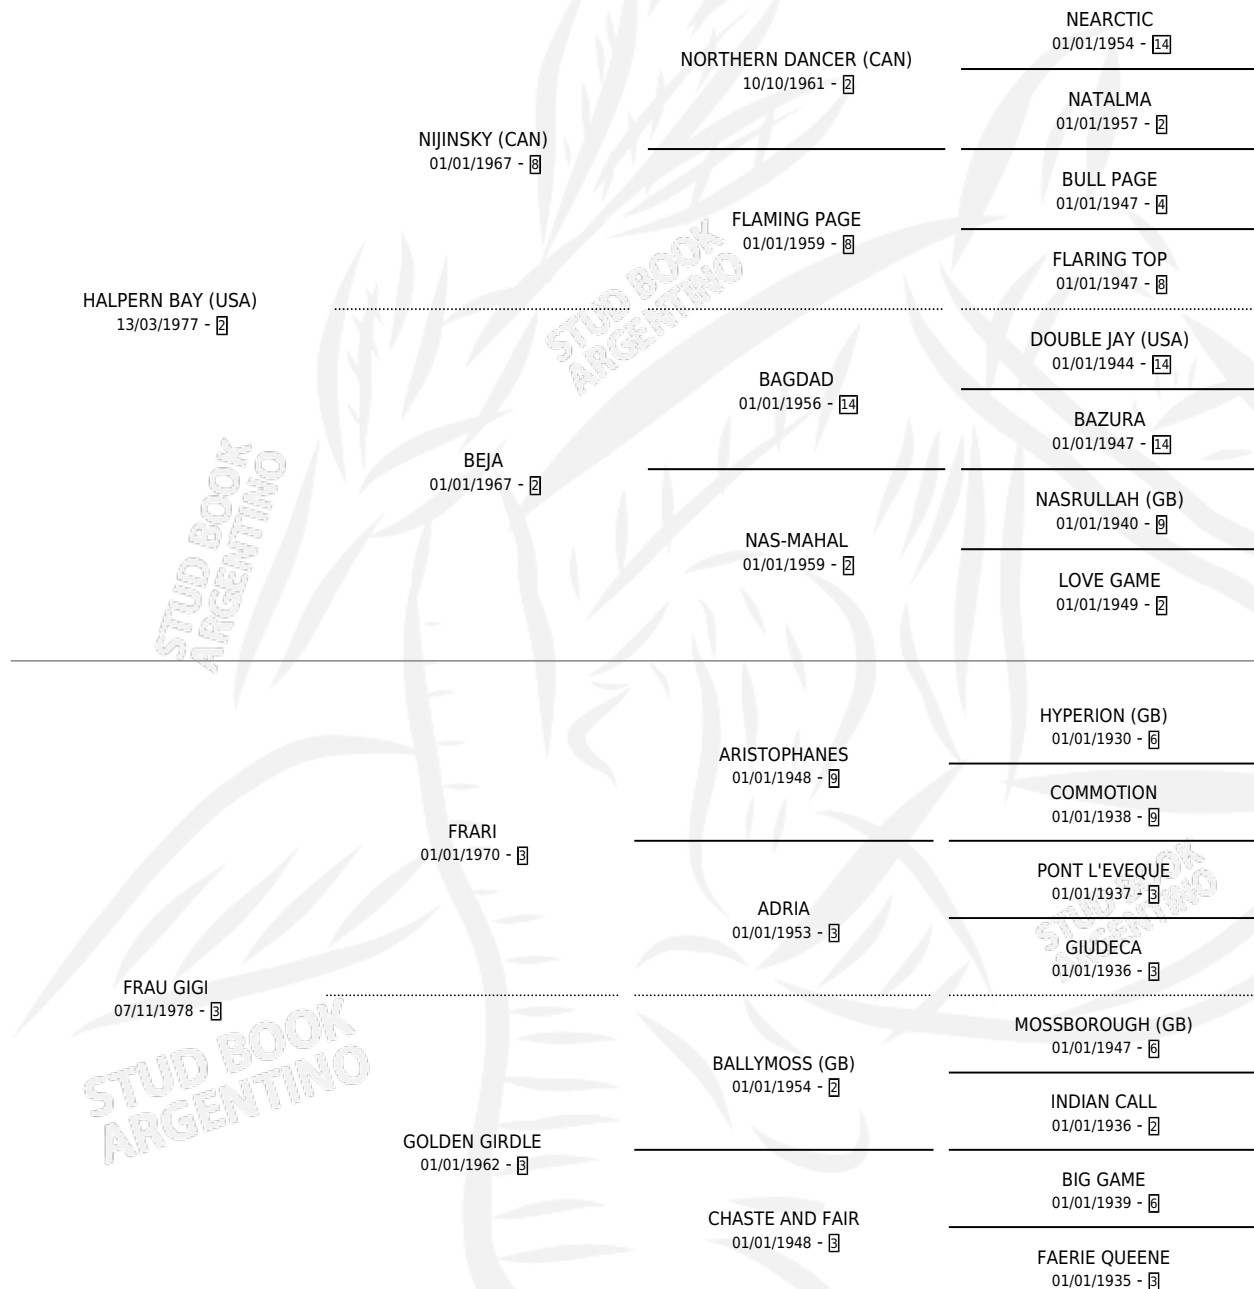 NEARCTIC
01/01/1954 - 14
NORTHERN DANCER (CAN)
10/10/1961 - 2
NATALMA
01/01/1957 - 2
NIJINSKY (CAN)
01/01/1967 - 8
BULL PAGE
01/01/1947 - 4
FLAMING PAGE
01/01/1959 - 8
FLARING TOP
01/01/1947 - 8
HALPERN BAY (USA)
13/03/1977 - 2
DOUBLE JAY (USA)
01/01/1944 - 14
BAGDAD
01/01/1956 - 14
BAZURA
01/01/1947 - 14
BEJA
01/01/1967 - 2
NASRULLAH (GB)
01/01/1940 - 9
NAS-MAHAL
01/01/1959 - 2
LOVE GAME
01/01/1949 - 2
HYPERION (GB)
01/01/1930 - 6
ARISTOPHANES
01/01/1948 - 9
COMMOTION
01/01/1938 - 9
FRARI
01/01/1970 - 3
PONT L'EVEQUE
01/01/1937 - 3
ADRIA
01/01/1953 - 3
GIUDECA
01/01/1936 - 3
FRAU GIGI
07/11/1978 - 3
MOSSBOROUGH (GB)
01/01/1947 - 6
BALLYMOSS (GB)
01/01/1954 - 2
INDIAN CALL
01/01/1936 - 2
GOLDEN GIRDLE
01/01/1962 - 3
BIG GAME
01/01/1939 - 6
CHASTE AND FAIR
01/01/1948 - 3
FAERIE QUEENE
01/01/1935 - 3
STUD BOOK
ARGENTINO
STUD BOOK
ARGENTINO
STUD BOOK
ARGENTINO
STUD BOOK
ARGENTINO